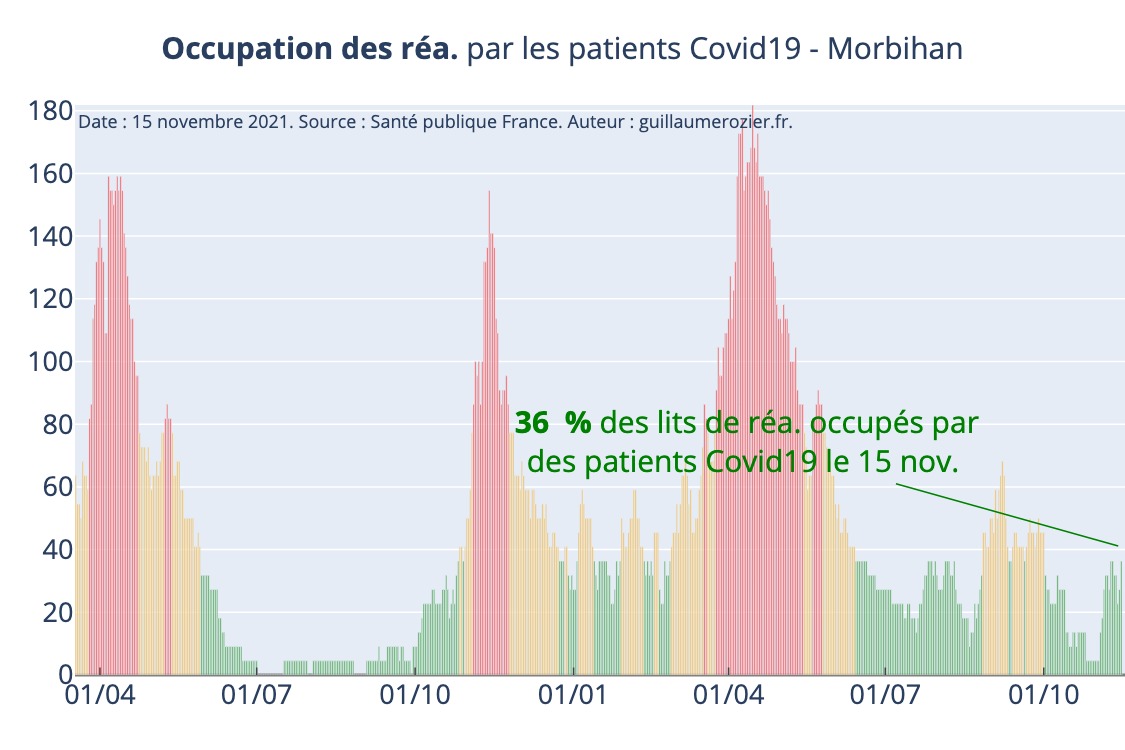 Occupation des réa. par les patients Covid19 - Morbihan
180
Date : 15 novembre 2021. Source : Santé publique France. Auteur : guillaumerozier.fr.
160
140
120
100
80
36 % des lits de réa. occupés par
des patients Covid19 le 15 nov.
60
40
20
0
01/04 01/07 01/10 01/01 01/04 01/07 01/10